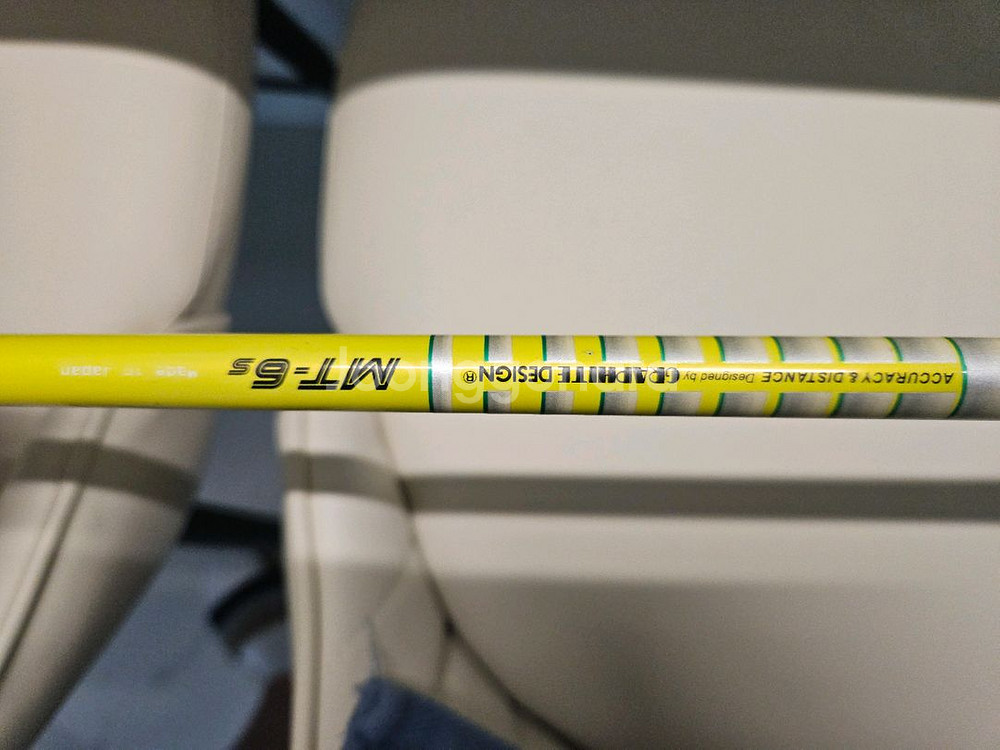 ACCURACY & DISTANCE Designed by GRAPHITE DESIGN®
MT-6s
Made in Japan